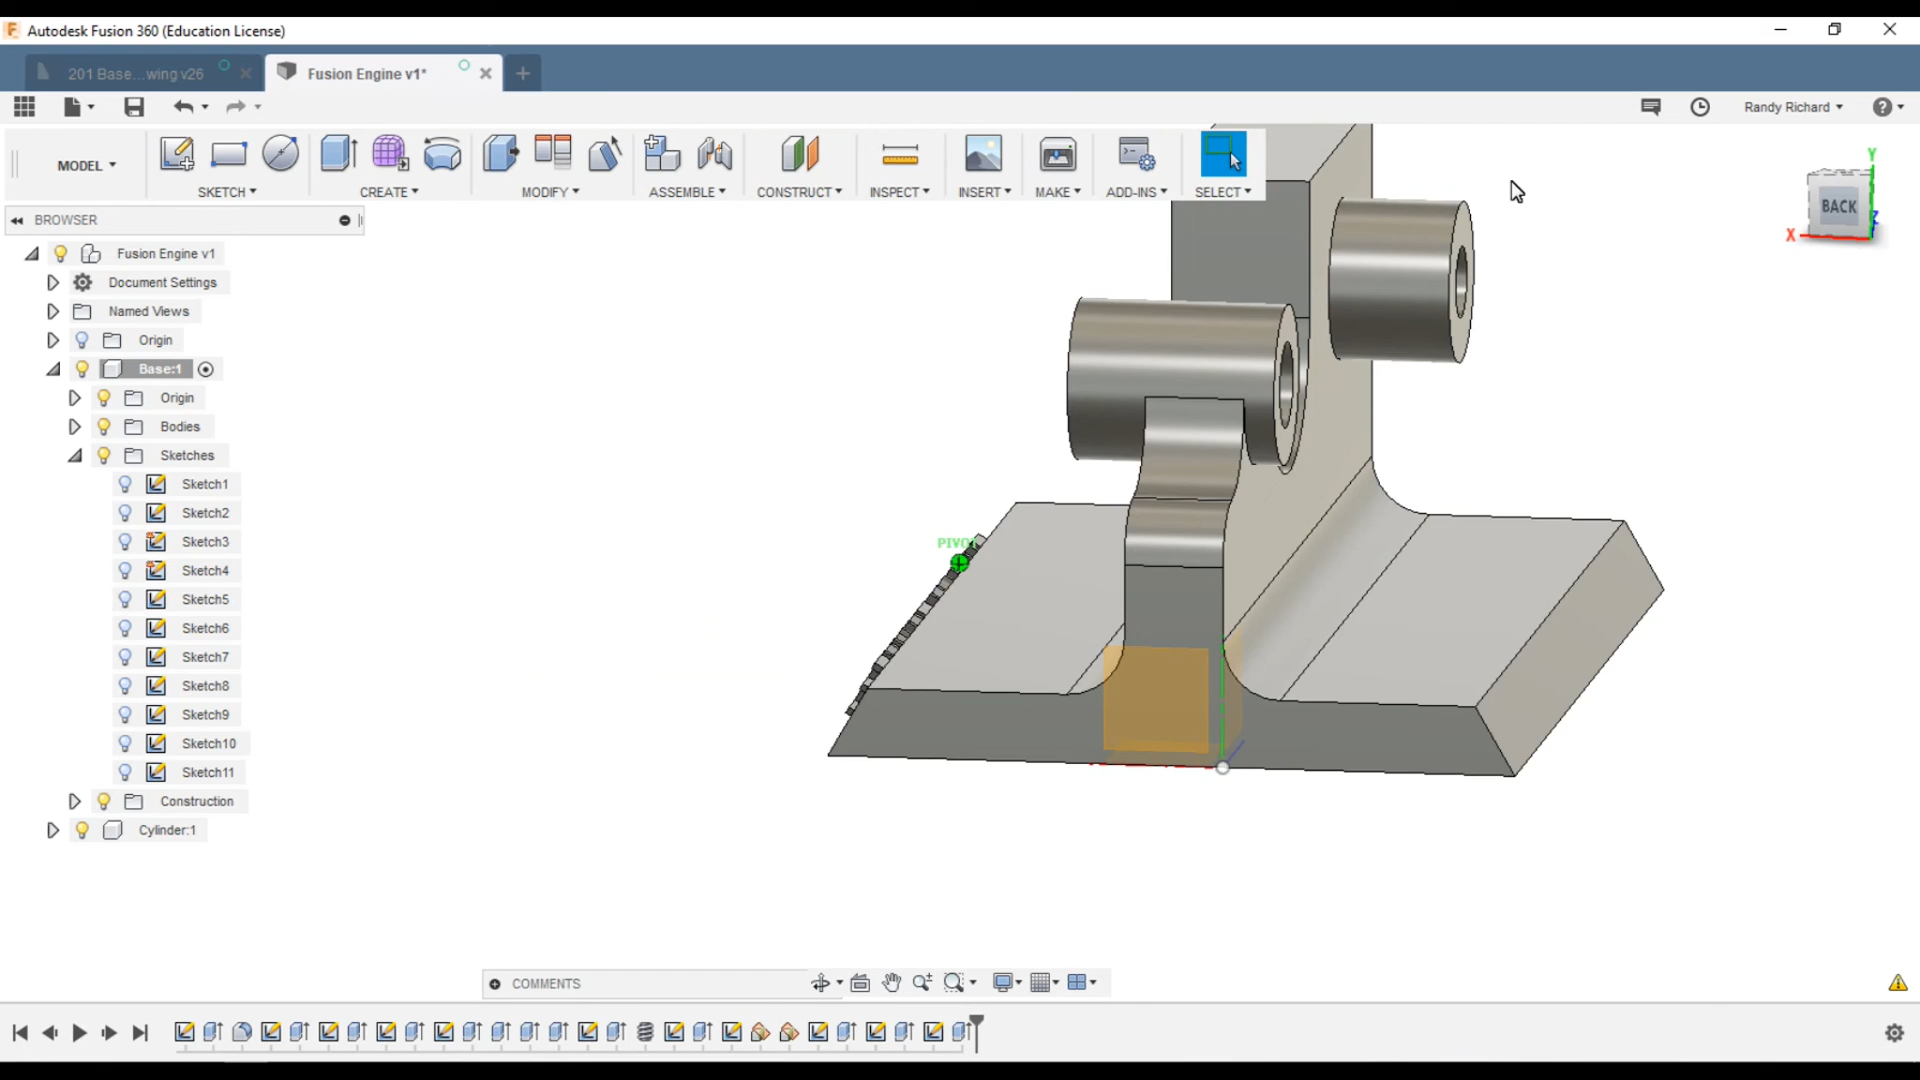 Autodesk Fusion 360 (Education License)
201 Base...wing v26
Fusion Engine v1*
Randy Richard
MODEL
SKETCH
CREATE
MODIFY
ASSEMBLE
CONSTRUCT
INSPECT
INSERT
MAKE
ADD-INS
SELECT
BROWSER
Fusion Engine v1
Document Settings
Named Views
Origin
Base:1
Origin
Bodies
Sketches
Sketch1
Sketch2
Sketch3
Sketch4
Sketch5
Sketch6
Sketch7
Sketch8
Sketch9
Sketch10
Sketch11
Construction
Cylinder:1
Y
BACK
X
Z
COMMENTS